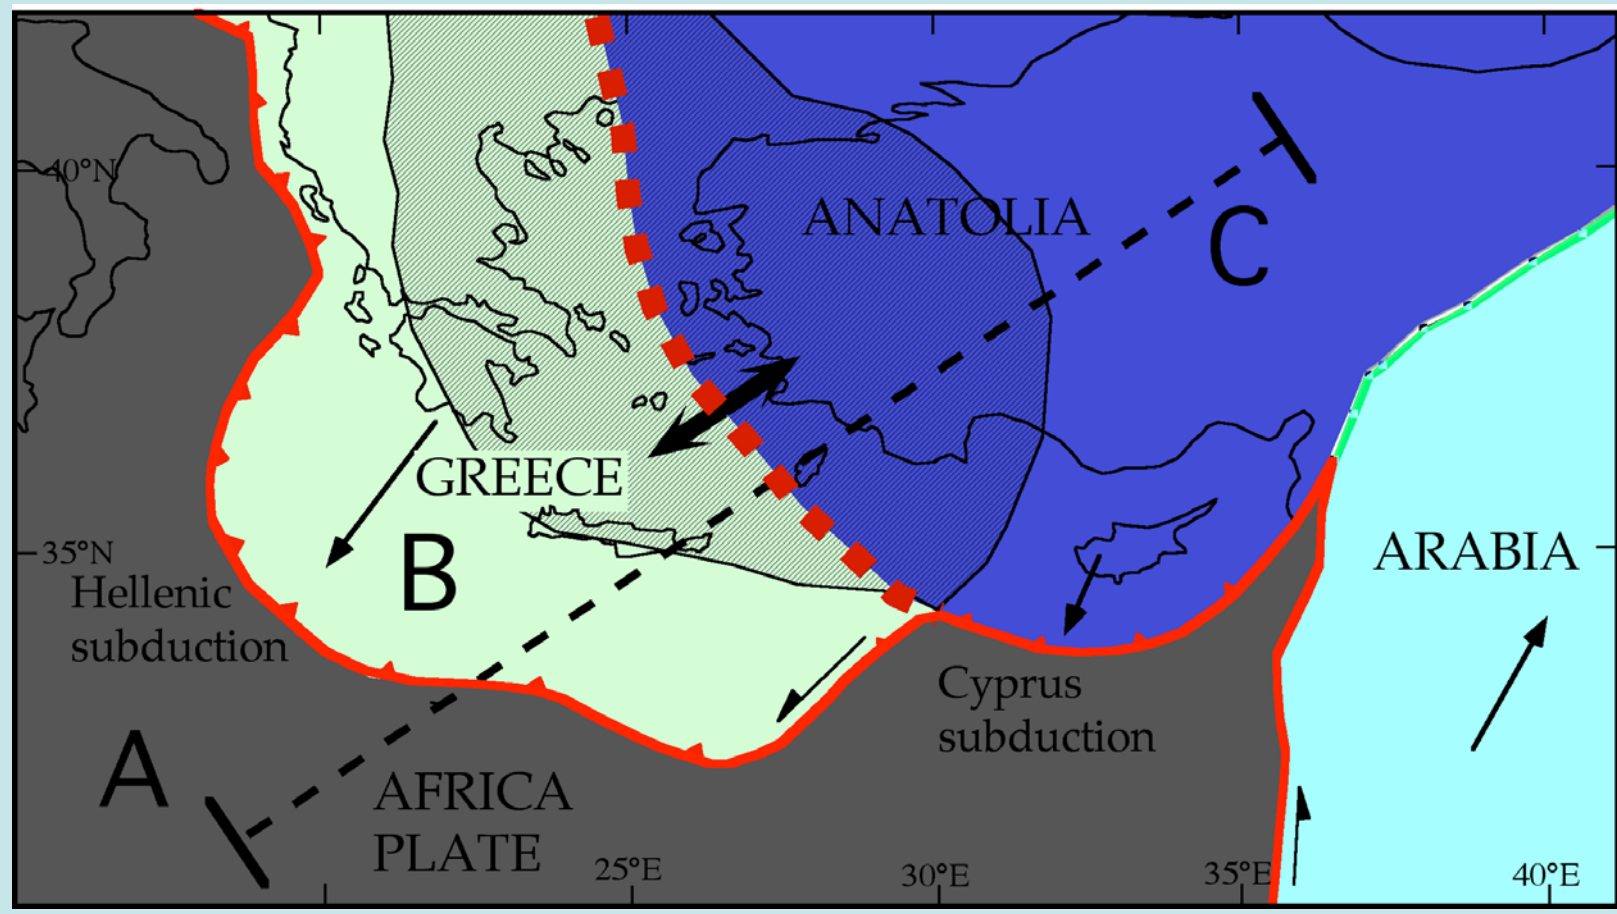 40°N
ANATOLIA
C
GREECE
B
35°N
ARABIA
Hellenic
subduction
Cyprus
subduction
A
AFRICA
PLATE
25°E
30°E
35°E
40°E